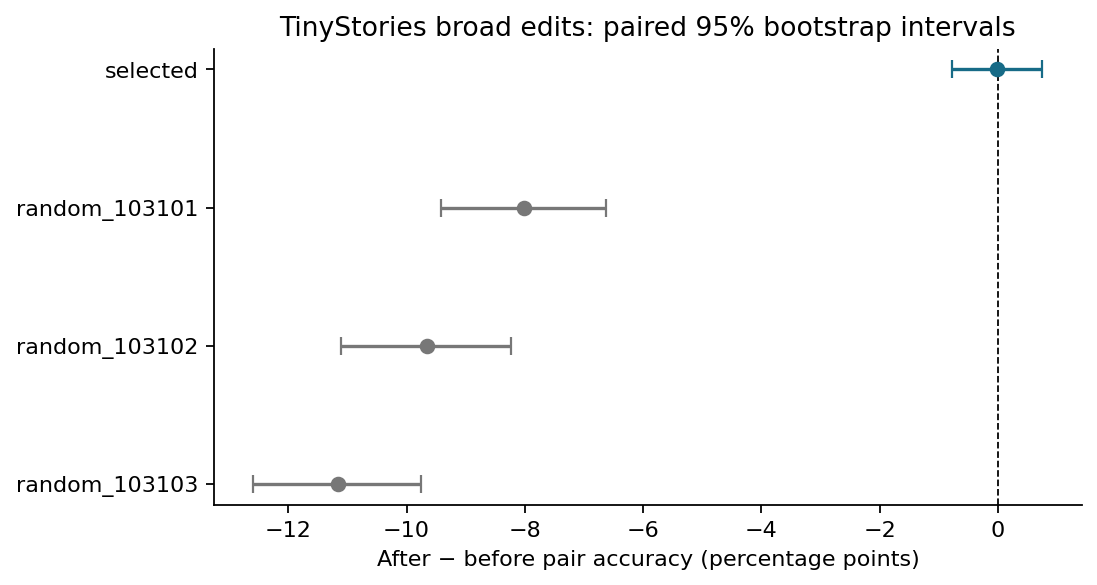 TinyStories broad edits: paired 95% bootstrap intervals
selected
random_103101
random_103102
random_103103
−12 −10 −8 −6 −4 −2 0
After − before pair accuracy (percentage points)